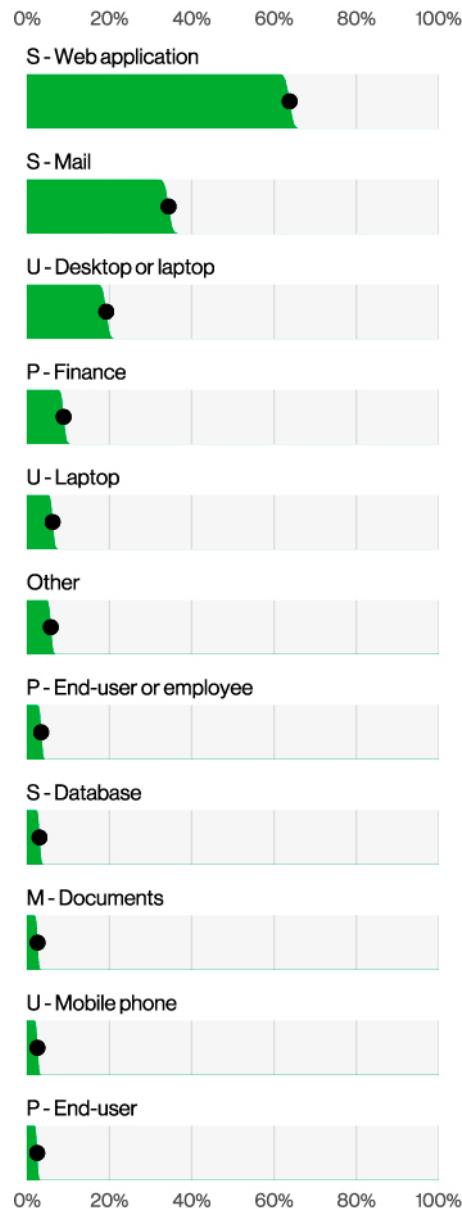 0% 20% 40% 60% 80% 100%
S - Web application
S - Mail
U - Desktop or laptop
P - Finance
U - Laptop
Other
P - End-user or employee
S - Database
M - Documents
U - Mobile phone
P - End-user
0% 20% 40% 60% 80% 100%